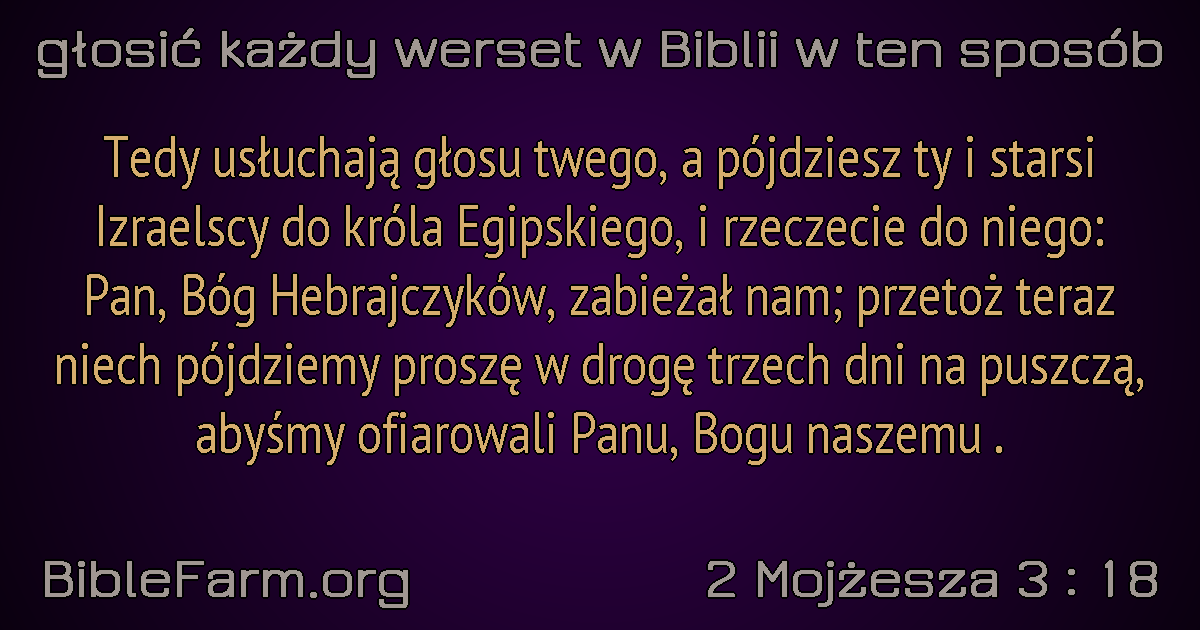 głosić każdy werset w Biblii w ten sposób
Tedy usłuchają głosu twego, a pójdziesz ty i starsi
Izraelscy do króla Egipskiego, i rzeczecie do niego:
Pan, Bóg Hebrajczyków, zabieżał nam; przetoż teraz
niech pójdziemy proszę w drogę trzech dni na puszczą,
abyśmy ofiarowali Panu, Bogu naszemu .
BibleFarm.org
2 Mojżesza 3 : 18